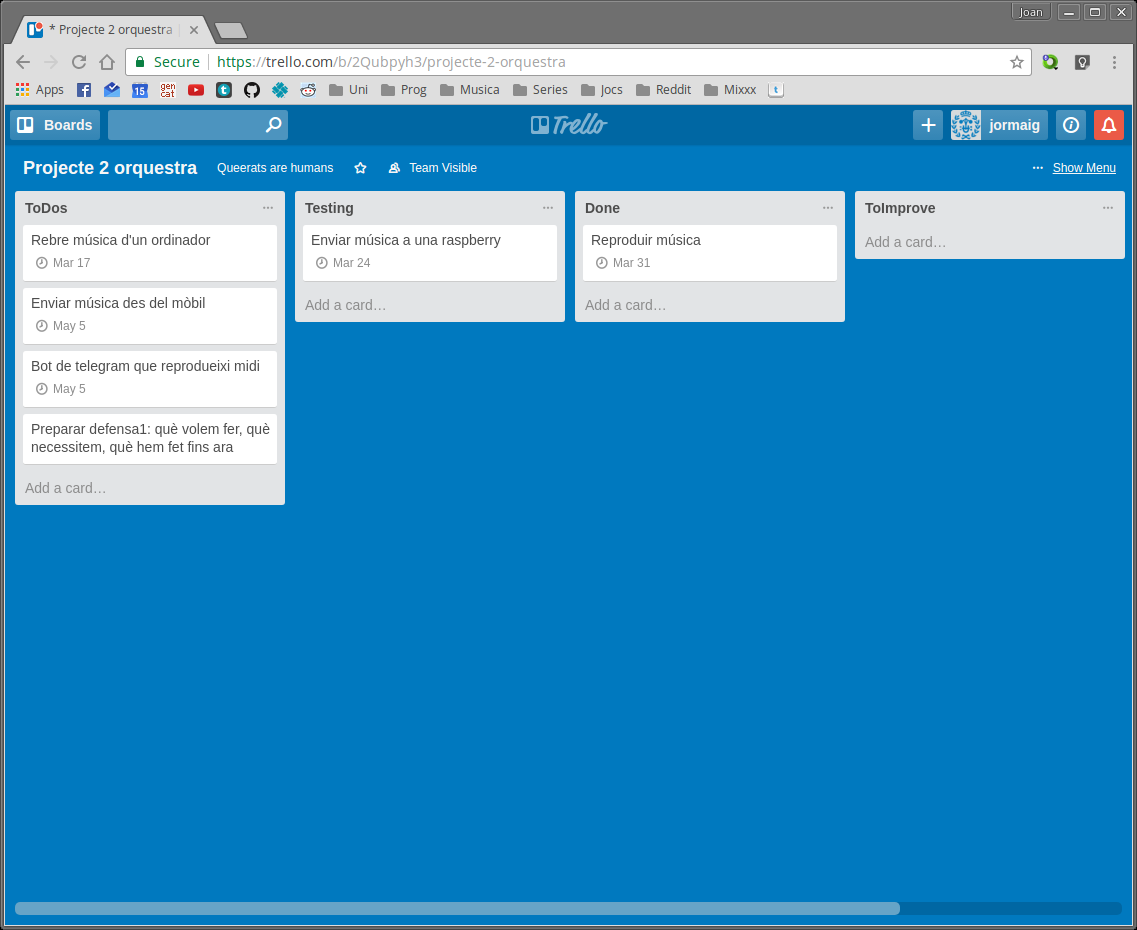 Joan
* Projecte 2 orquestra
Secure https://trello.com/b/2Qubpyh3/projecte-2-orquestra
Apps 15 gen cat Uni Prog Musica Series Jocs Reddit Mixxx t
Boards Trello jormaig
Projecte 2 orquestra Queerats are humans Team Visible ··· Show Menu
ToDos ···
Rebre música d'un ordinador
Mar 17
Enviar música des del mòbil
May 5
Bot de telegram que reprodueixi midi
May 5
Preparar defensa1: què volem fer, què
necessitem, què hem fet fins ara
Add a card…
Testing ···
Enviar música a una raspberry
Mar 24
Add a card…
Done ···
Reproduir música
Mar 31
Add a card…
ToImprove ···
Add a card…